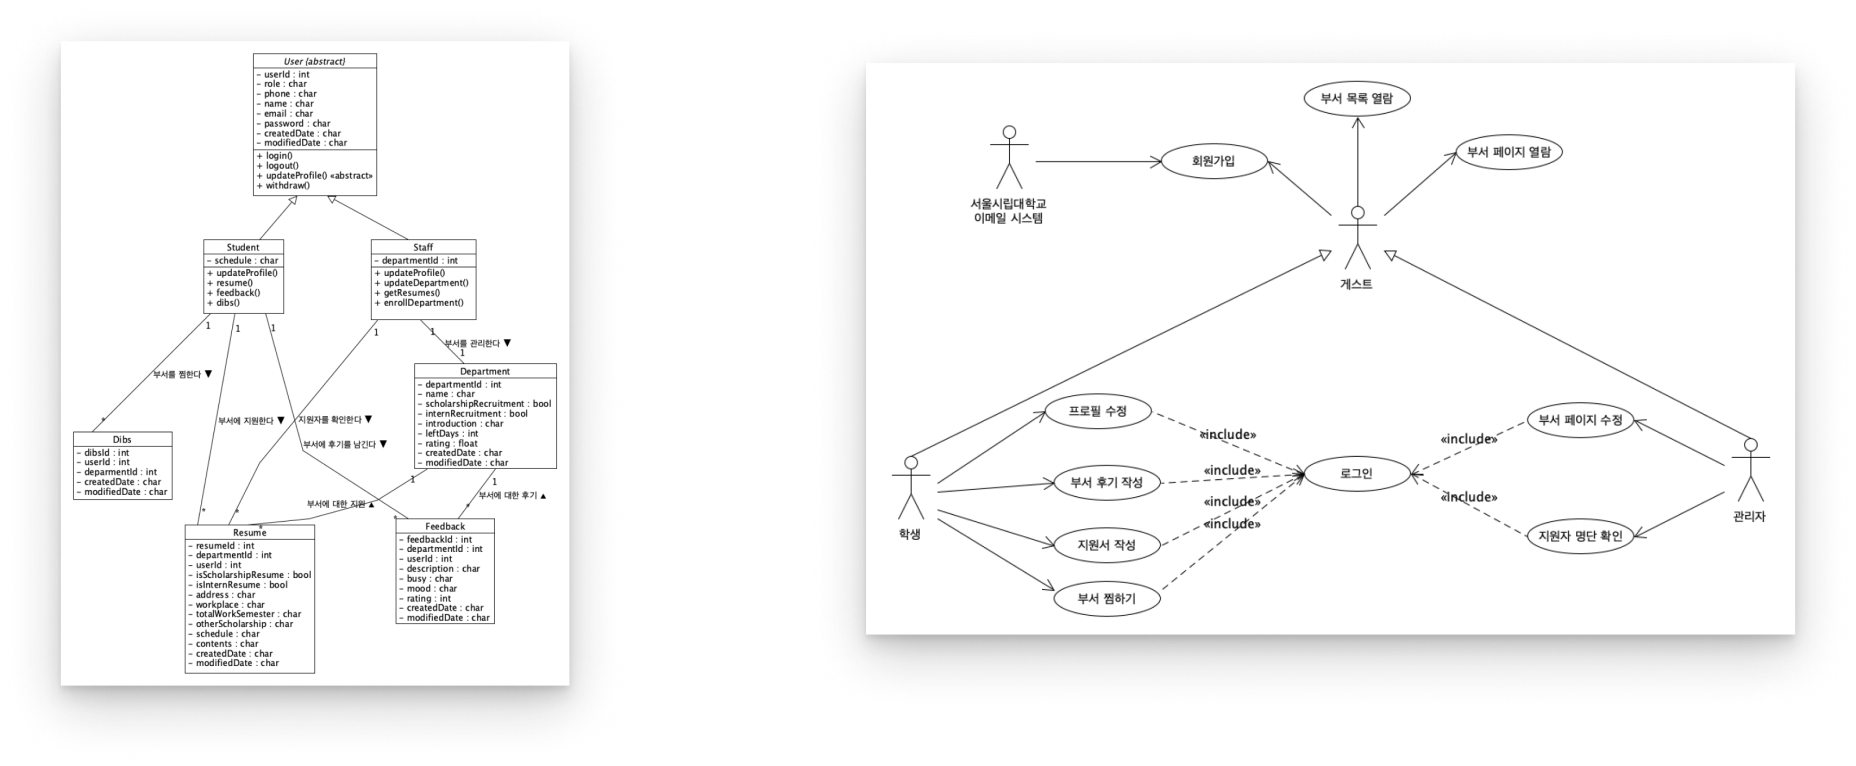 User {abstract}
- userId : int
- role : char
- phone : char
- name : char
- email : char
- password : char
- createdDate : char
- modifiedDate : char
+ login()
+ logout()
+ updateProfile() «abstract»
+ withdraw()
Student
- schedule : char
+ updateProfile()
+ resume()
+ feedback()
+ dibs()
Staff
- departmentId : int
+ updateProfile()
+ updateDepartment()
+ getResumes()
+ enrollDepartment()
1
1
1
1
1
부서를 관리한다 ▼
1
부서를 찜한다 ▼
*
부서에 지원한다 ▼
지원자를 확인한다 ▼
부서에 후기를 남긴다 ▼
Department
- departmentId : int
- name : char
- scholarshipRecruitment : bool
- internRecruitment : bool
- introduction : char
- leftDays : int
- rating : float
- createdDate : char
- modifiedDate : char
Dibs
- dibsId : int
- userId : int
- deparmentId : int
- createdDate : char
- modifiedDate : char
1
1
부서에 대한 후기 ▲
부서에 대한 지원 ▲
*
*
*
*
*
Resume
- resumeId : int
- departmentId : int
- userId : int
- isScholarshipResume : bool
- isInternResume : bool
- address : char
- workplace : char
- totalWorkSemester : char
- otherScholarship : char
- schedule : char
- contents : char
- createdDate : char
- modifiedDate : char
Feedback
- feedbackId : int
- departmentId : int
- userId : int
- description : char
- busy : char
- mood : char
- rating : int
- createdDate : char
- modifiedDate : char
부서 목록 열람
회원가입
부서 페이지 열람
서울시립대학교
이메일 시스템
게스트
프로필 수정
부서 페이지 수정
«include»
«include»
부서 후기 작성
«include»
로그인
«include»
«include»
«include»
학생
관리자
지원서 작성
지원자 명단 확인
부서 찜하기